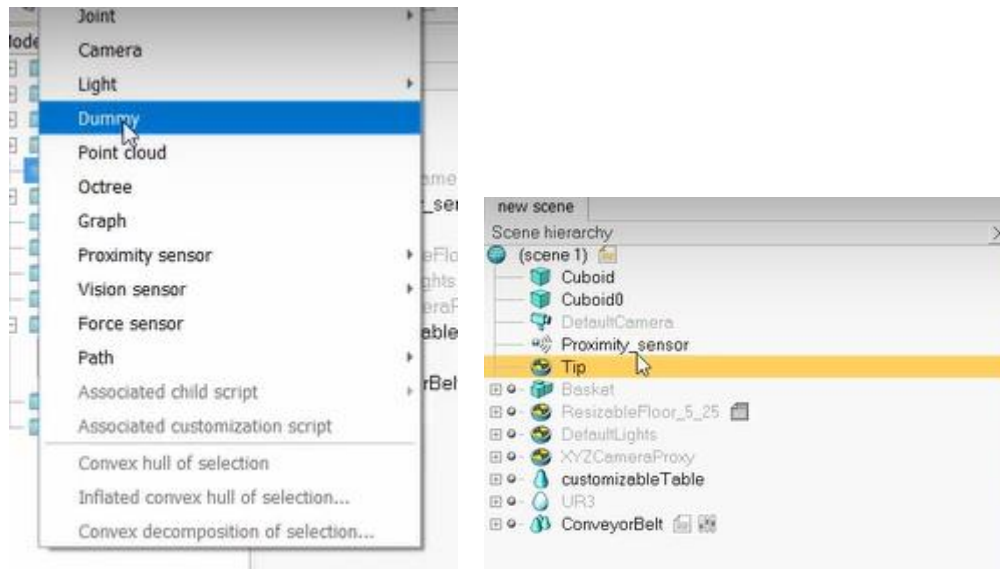 Joint
Camera
Light
Dummy
Point cloud
Octree
Graph
Proximity sensor
Vision sensor
Force sensor
Path
Associated child script
Associated customization script
Convex hull of selection
Inflated convex hull of selection...
Convex decomposition of selection...
new scene
Scene hierarchy
(scene 1)
Cuboid
Cuboid0
DefaultCamera
Proximity_sensor
Tip
Basket
ResizableFloor_5_25
DefaultLights
XYZCameraProxy
customizableTable
UR3
ConveyorBelt